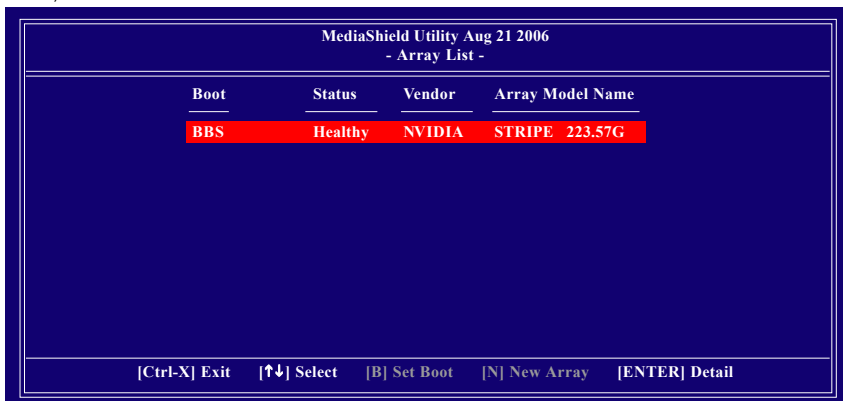 MediaShield Utility Aug 21 2006
- Array List -
Boot Status Vendor Array Model Name
BBS Healthy NVIDIA STRIPE 223.57G
[Ctrl-X] Exit [↑↓] Select [B] Set Boot [N] New Array [ENTER] Detail